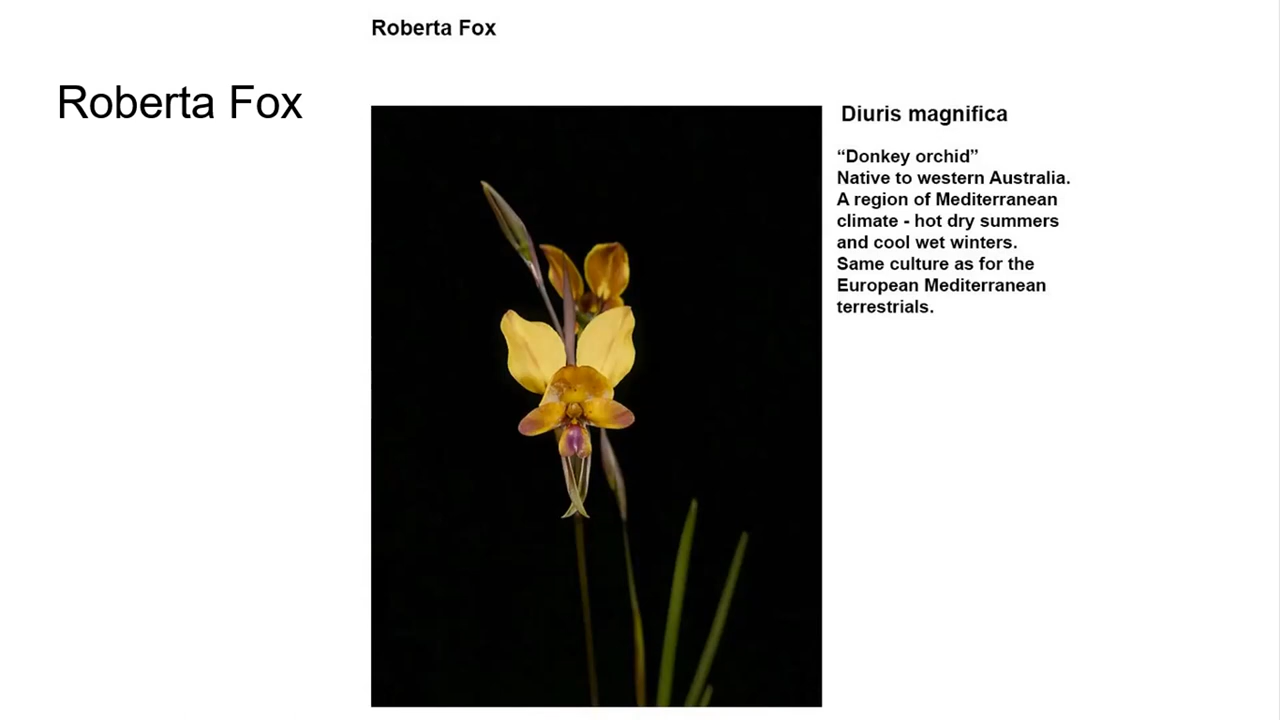 Roberta Fox
Roberta Fox
Diuris magnifica
“Donkey orchid”
Native to western Australia.
A region of Mediterranean
climate - hot dry summers
and cool wet winters.
Same culture as for the
European Mediterranean
terrestrials.